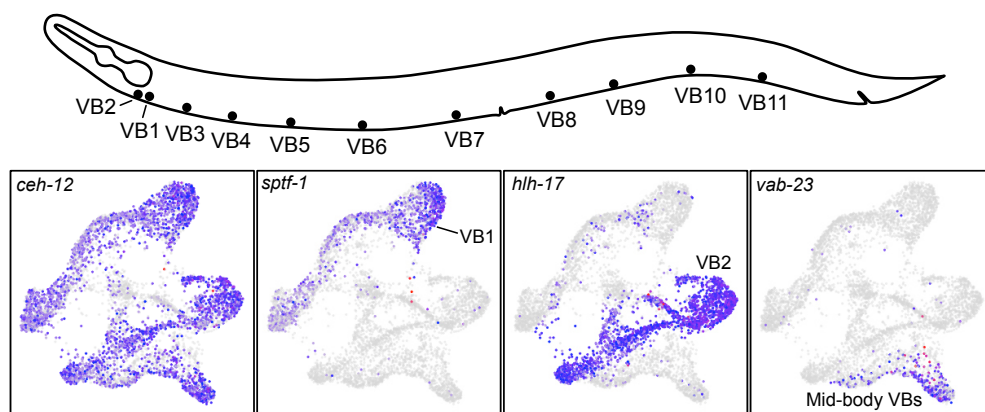 VB2
VB1
VB3
VB4
VB5
VB6
VB7
VB8
VB9
VB10
VB11
ceh-12
sptf-1
hlh-17
vab-23
VB1
VB2
Mid-body VBs